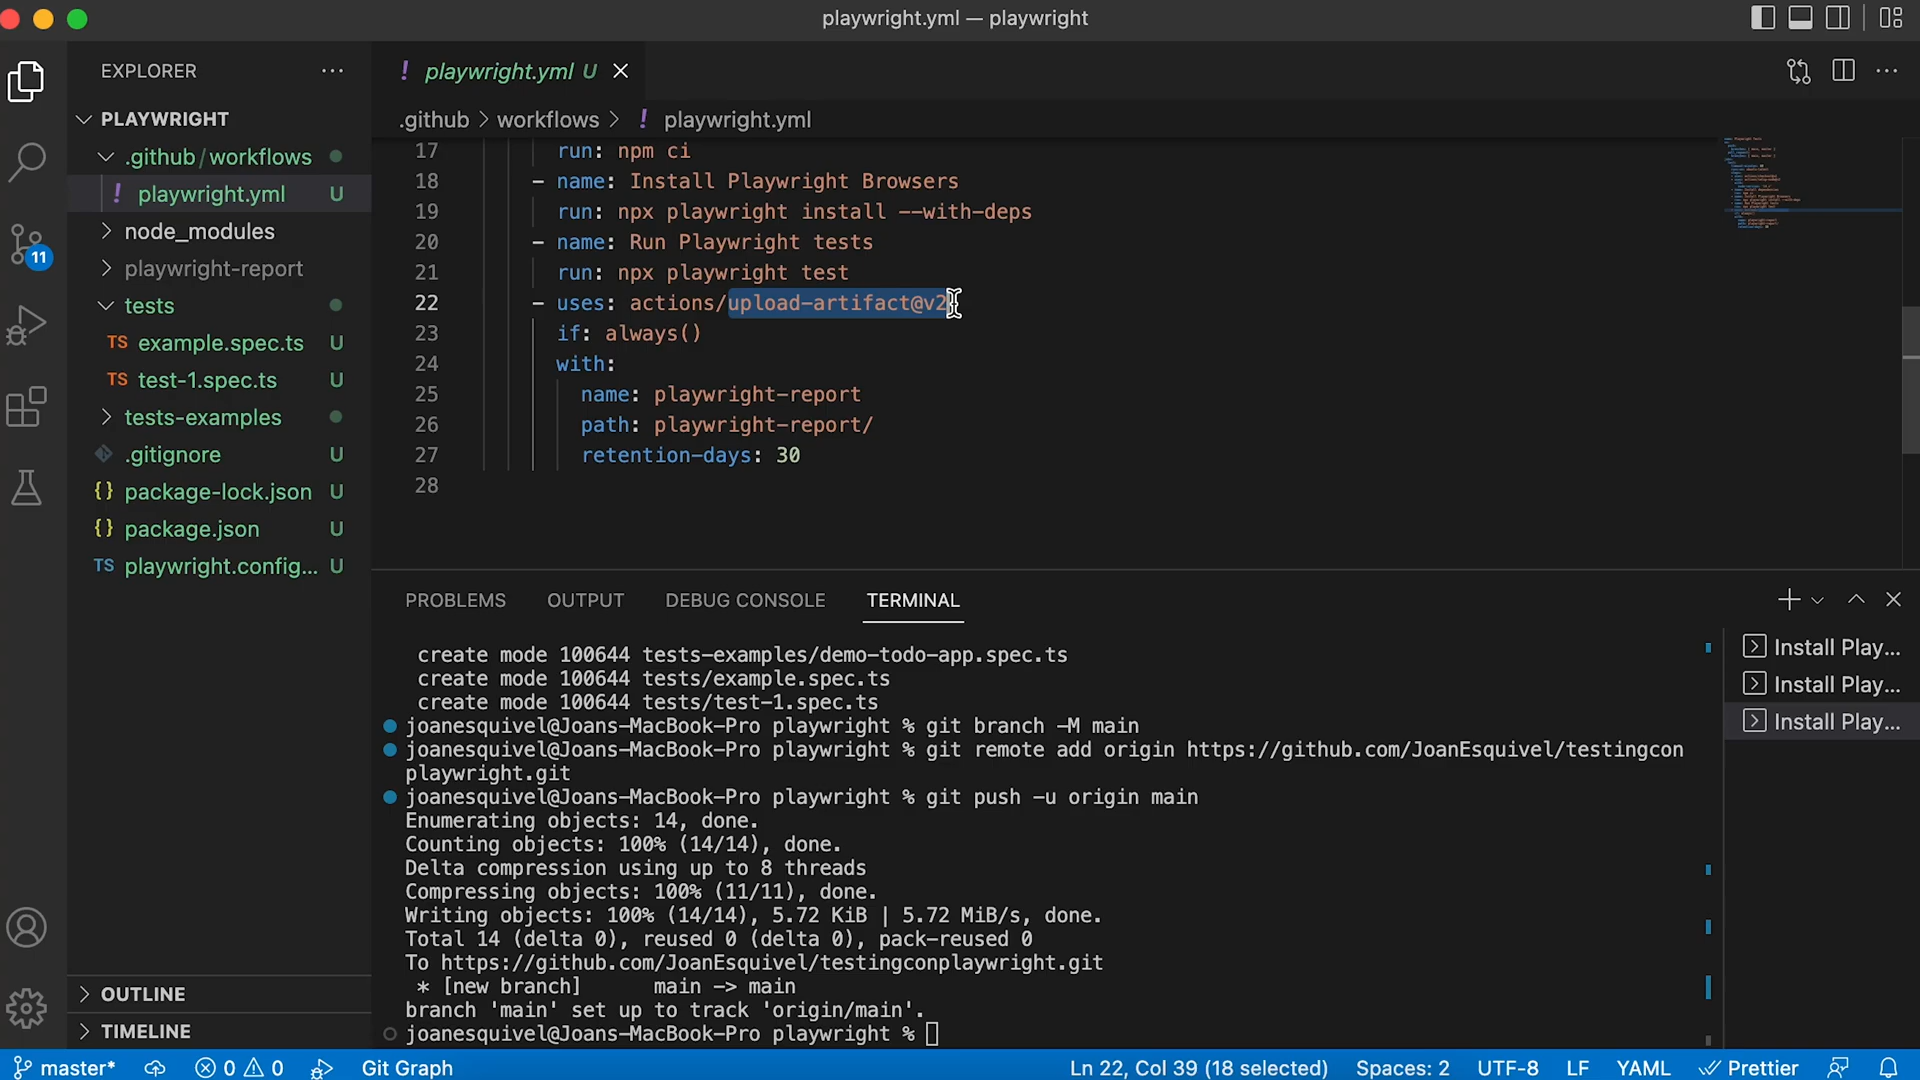 playwright.yml — playwright
EXPLORER
PLAYWRIGHT
.github/workflows
! playwright.yml U
node_modules
playwright-report
tests
TS example.spec.ts U
TS test-1.spec.ts U
tests-examples
.gitignore U
{} package-lock.json U
{} package.json U
TS playwright.config... U
OUTLINE
TIMELINE
11
! playwright.yml U
.github > workflows > ! playwright.yml
17 run: npm ci
18 - name: Install Playwright Browsers
19 run: npx playwright install --with-deps
20 - name: Run Playwright tests
21 run: npx playwright test
22 - uses: actions/upload-artifact@v2
23 if: always()
24 with:
25 name: playwright-report
26 path: playwright-report/
27 retention-days: 30
28
PROBLEMS OUTPUT DEBUG CONSOLE TERMINAL
create mode 100644 tests-examples/demo-todo-app.spec.ts
create mode 100644 tests/example.spec.ts
create mode 100644 tests/test-1.spec.ts
joanesquivel@Joans-MacBook-Pro playwright % git branch -M main
joanesquivel@Joans-MacBook-Pro playwright % git remote add origin https://github.com/JoanEsquivel/testingcon
playwright.git
joanesquivel@Joans-MacBook-Pro playwright % git push -u origin main
Enumerating objects: 14, done.
Counting objects: 100% (14/14), done.
Delta compression using up to 8 threads
Compressing objects: 100% (11/11), done.
Writing objects: 100% (14/14), 5.72 KiB | 5.72 MiB/s, done.
Total 14 (delta 0), reused 0 (delta 0), pack-reused 0
To https://github.com/JoanEsquivel/testingconplaywright.git
* [new branch] main -> main
branch 'main' set up to track 'origin/main'.
joanesquivel@Joans-MacBook-Pro playwright %
Install Play...
Install Play...
Install Play...
master* 0 0 Git Graph Ln 22, Col 39 (18 selected) Spaces: 2 UTF-8 LF YAML Prettier